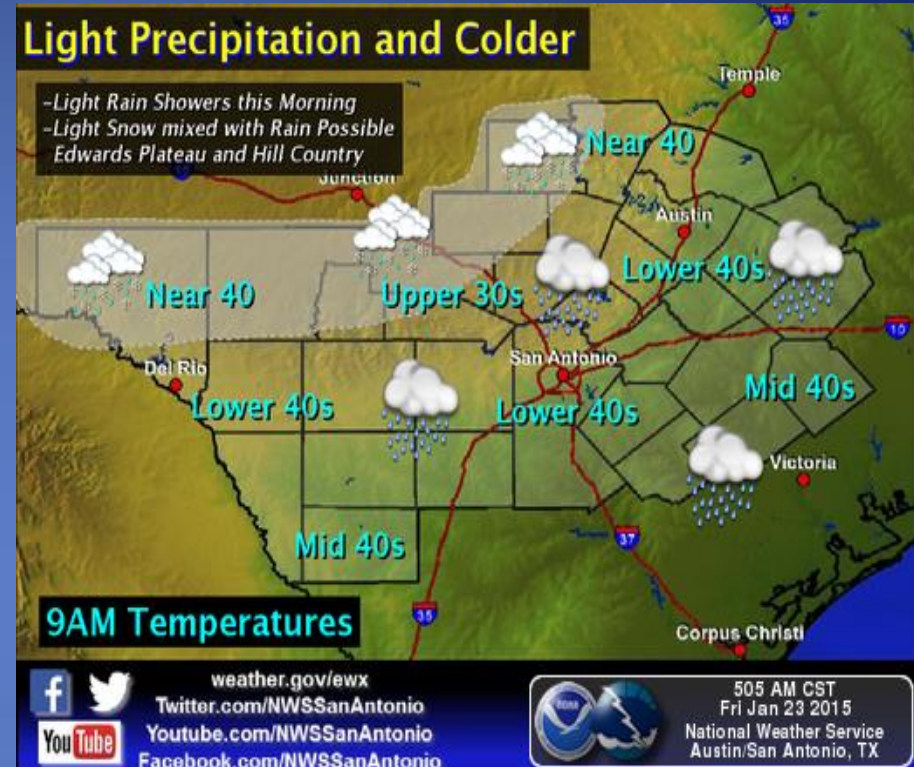 Light Precipitation and Colder
-Light Rain Showers this Morning
-Light Snow mixed with Rain Possible
Edwards Plateau and Hill Country
35
Temple
Near 40
Junction
Austin
Lower 40s
Near 40
Upper 30s
10
San Antonio
Del Rio
Lower 40s
Lower 40s
Mid 40s
Victoria
37
Mid 40s
35
9AM Temperatures
Corpus Christi
weather.gov/ewx
Twitter.com/NWSSanAntonio
You Tube
Youtube.com/NWSSanAntonio
Facebook.com/NWSSanAntonio
NOAA
505 AM CST
Fri Jan 23 2015
National Weather Service
Austin/San Antonio, TX